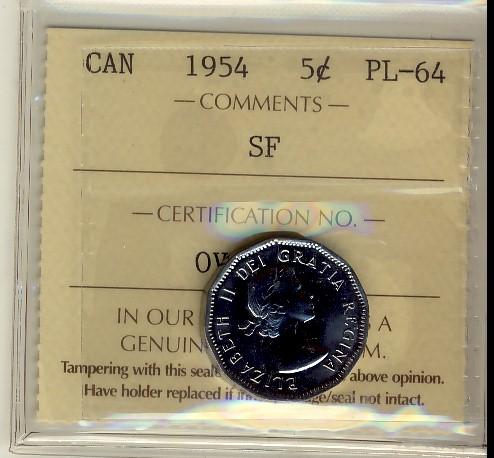 CAN 1954 5¢ PL-64
— COMMENTS —
SF
— CERTIFICATION NO. —
IN OUR A
Tampering with this seal above opinion.
Have holder replaced if seal not intact.
ELIZABETH II DEI GRATIA REGINA